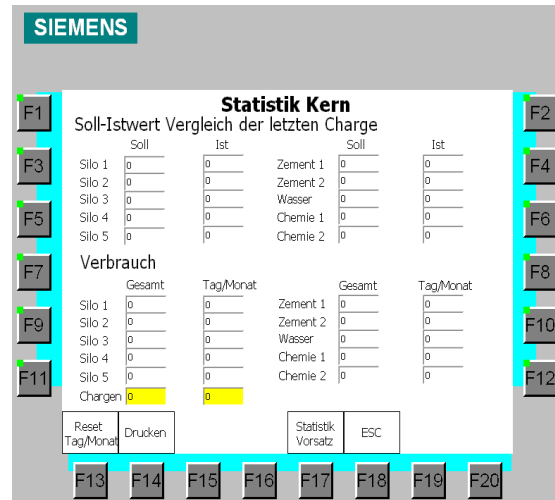 SIEMENS
Statistik Kern
Soll-Istwert Vergleich der letzten Charge
Soll Ist Soll Ist
F1 F2
Silo 1 0 0 Zement 1 0 0
F3 F4
Silo 2 0 0 Zement 2 0 0
Silo 3 0 0 Wasser 0 0
Silo 4 0 0 Chemie 1 0 0
F5 F6
Silo 5 0 0 Chemie 2 0 0
Verbrauch
F7 F8
Gesamt Tag/Monat Gesamt Tag/Monat
Silo 1 0 0 Zement 1 0 0
Silo 2 0 0 Zement 2 0 0
F9 F10
Silo 3 0 0 Wasser 0 0
Silo 4 0 0 Chemie 1 0 0
Silo 5 0 0 Chemie 2 0 0
F11 F12
Chargen 0 0
Reset Tag/Monat Drucken Statistik Vorsatz ESC
F13 F14 F15 F16 F17 F18 F19 F20